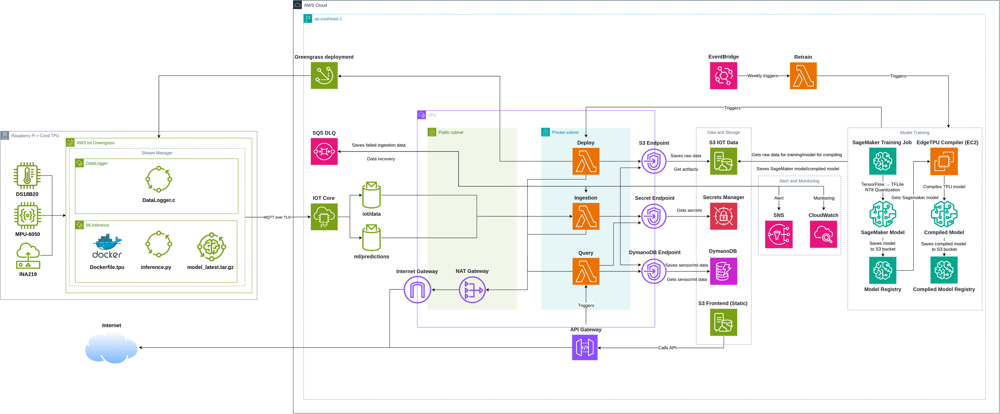 AWS Cloud
ap-southeast-1
Greengrass deployment
EventBridge
Retrain
Weekly triggers
Triggers
Triggers
VPC
Public subnet
Private subnet
Raspberry Pi + Coral TPU
AWS Iot Greengrass
Stream Manager
DataLogger
DataLogger.c
MLInference
docker
Dockerfile.tpu
inference.py
model_latest.tar.gz
DS18B20
MPU-6050
INA219
MQTT over TLS
SQS DLQ
Saves failed ingestion data
Data recovery
IOT Core
iot/data
ml/predictions
Internet Gateway
NAT Gateway
Deploy
Ingestion
Query
Triggers
API Gateway
Calls API
S3 Endpoint
Secret Endpoint
DymanoDB Endpoint
Saves raw data
Get artifacts
Gets secrets
Saves sensor/ml data
Gets sensor/ml data
Data and Storage
S3 IOT Data
Secrets Manager
DymanoDB
S3 Frontend (Static)
Gets raw data for training/model for compiling
Saves SageMaker model/complied model
Alert and Monitoring
Alert
Monitoring
SNS
CloudWatch
Model Training
SageMaker Training Job
EdgeTPU Compiler (EC2)
TensorFlow → TFLite
NT8 Quantization
Compiles TPU model
Gets Sagemaker model
SageMaker Model
Compiled Model
Saves model
to S3 bucket
Saves complied model
to S3 bucket
Model Registry
Complied Model Registry
Internet